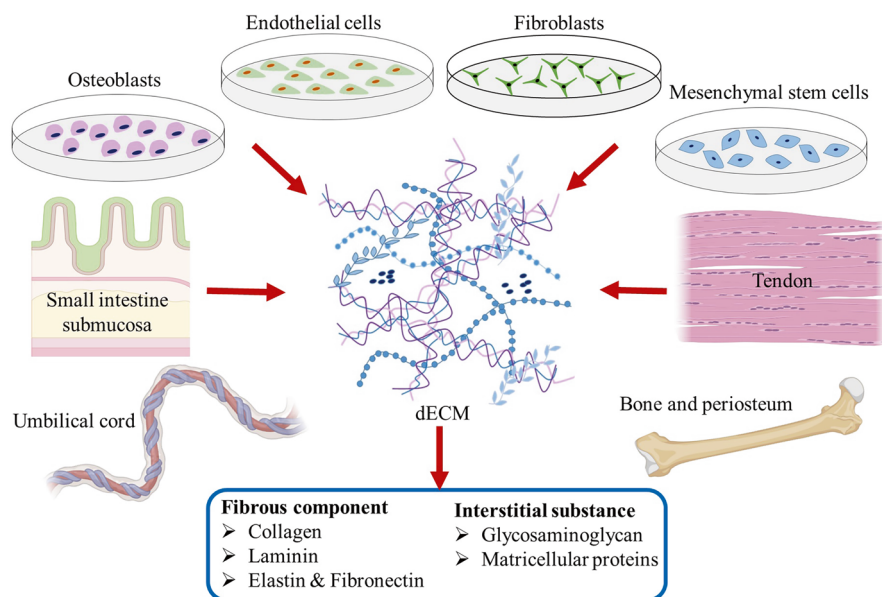 Endothelial cells
Fibroblasts
Osteoblasts
Mesenchymal stem cells
Small intestine
submucosa
Tendon
Umbilical cord
dECM
Bone and periosteum
Fibrous component
➢ Collagen
➢ Laminin
➢ Elastin & Fibronectin
Interstitial substance
➢ Glycosaminoglycan
➢ Matricellular proteins